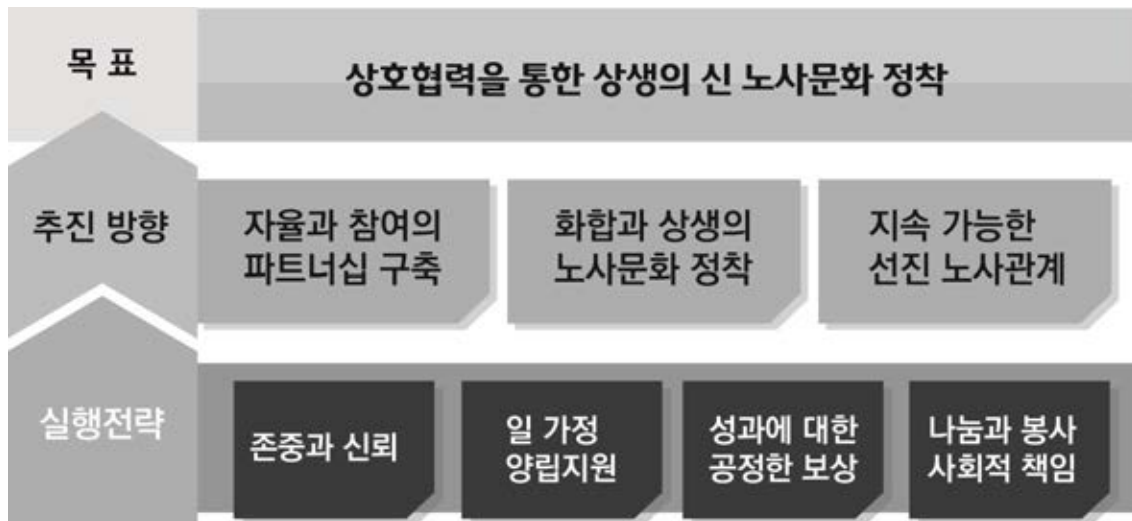 목 표
상호협력을 통한 상생의 신 노사문화 정착
추진 방향
자율과 참여의
파트너십 구축
화합과 상생의
노사문화 정착
지속 가능한
선진 노사관계
실행전략
존중과 신뢰
일 가정
양립지원
성과에 대한
공정한 보상
나눔과 봉사
사회적 책임